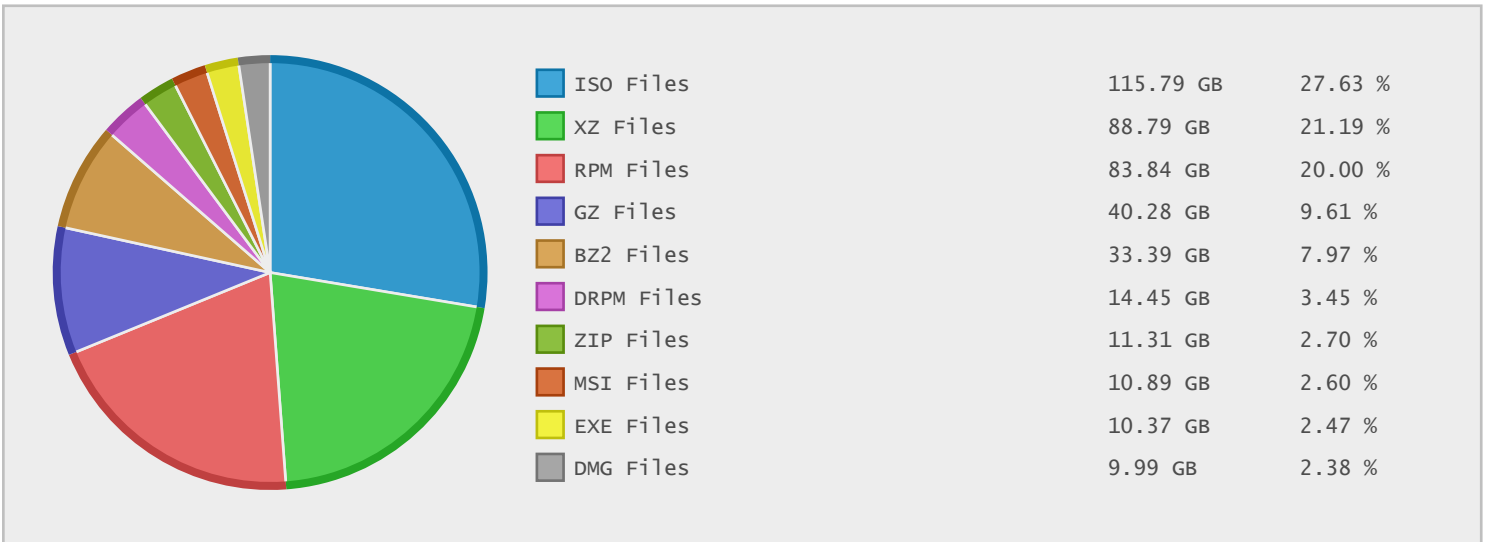 ISO Files 115.79 GB 27.63 %
XZ Files 88.79 GB 21.19 %
RPM Files 83.84 GB 20.00 %
GZ Files 40.28 GB 9.61 %
BZ2 Files 33.39 GB 7.97 %
DRPM Files 14.45 GB 3.45 %
ZIP Files 11.31 GB 2.70 %
MSI Files 10.89 GB 2.60 %
EXE Files 10.37 GB 2.47 %
DMG Files 9.99 GB 2.38 %